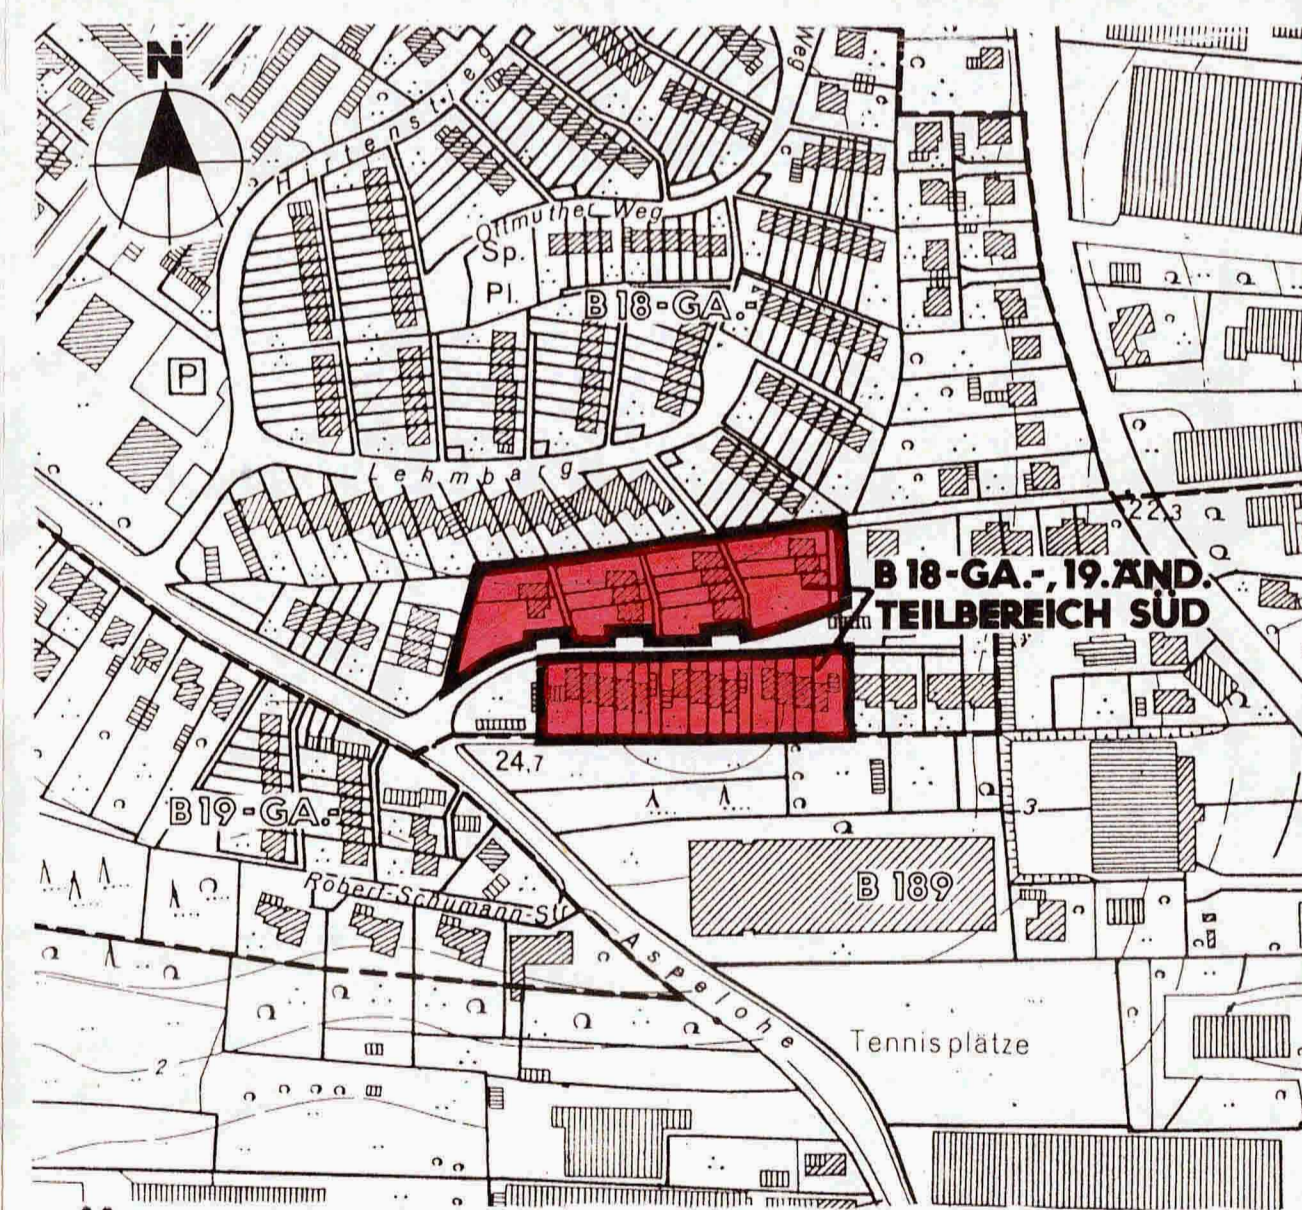 N
Weg
Hirtenstieg
Ottmuther Weg
Sp.
Pl.
B 18-GA.-
P
Lehmbarg
22,3
B 18-GA.-, 19.ÄND.
TEILBEREICH SÜD
24,7
B 19-GA.-
3
B 189
Robert-Schumann-Str.
Aspelohe
Tennisplätze
2